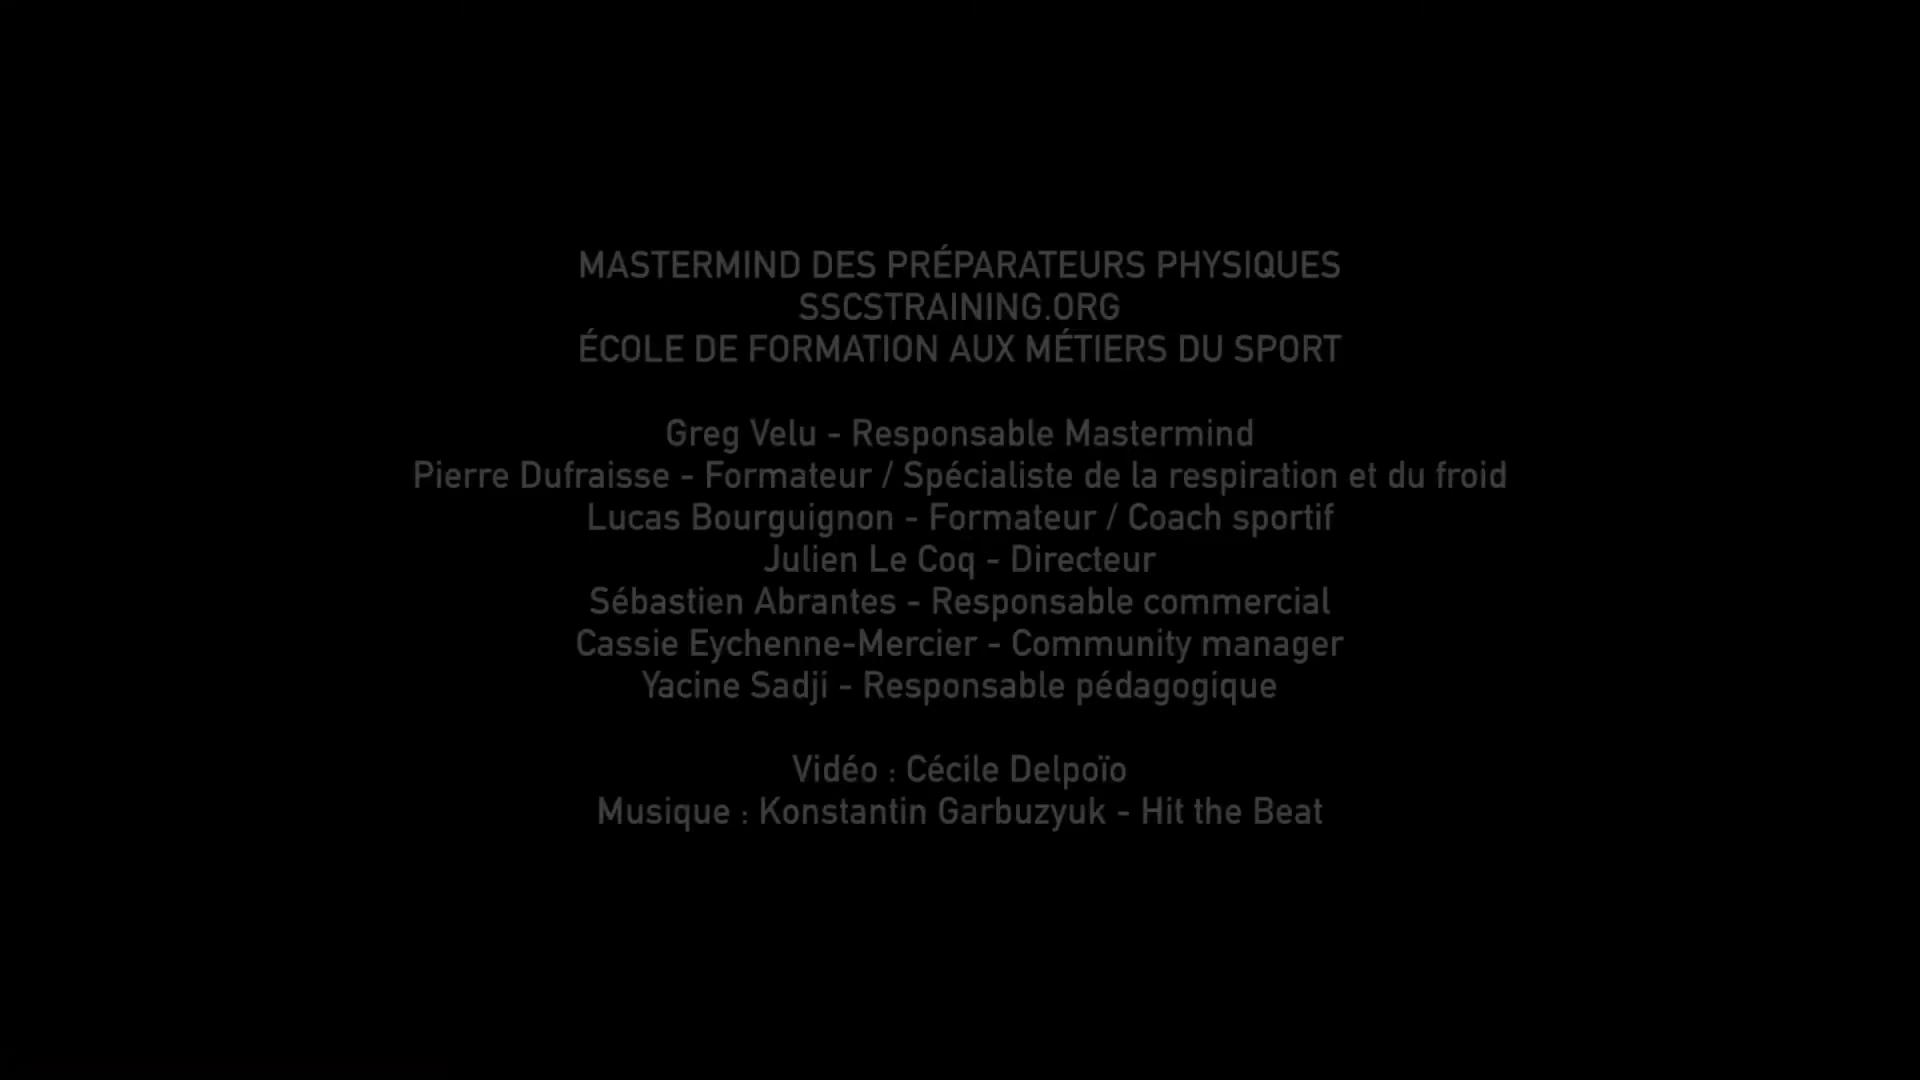 MASTERMIND DES PRÉPARATEURS PHYSIQUES
SSCSTRAINING.ORG
ÉCOLE DE FORMATION AUX MÉTIERS DU SPORT
Greg Velu - Responsable Mastermind
Pierre Dufraisse - Formateur / Spécialiste de la respiration et du froid
Lucas Bourguignon - Formateur / Coach sportif
Julien Le Coq - Directeur
Sébastien Abrantes - Responsable commercial
Cassie Eychenne-Mercier - Community manager
Yacine Sadji - Responsable pédagogique
Vidéo : Cécile Delpoïo
Musique : Konstantin Garbuzyuk - Hit the Beat